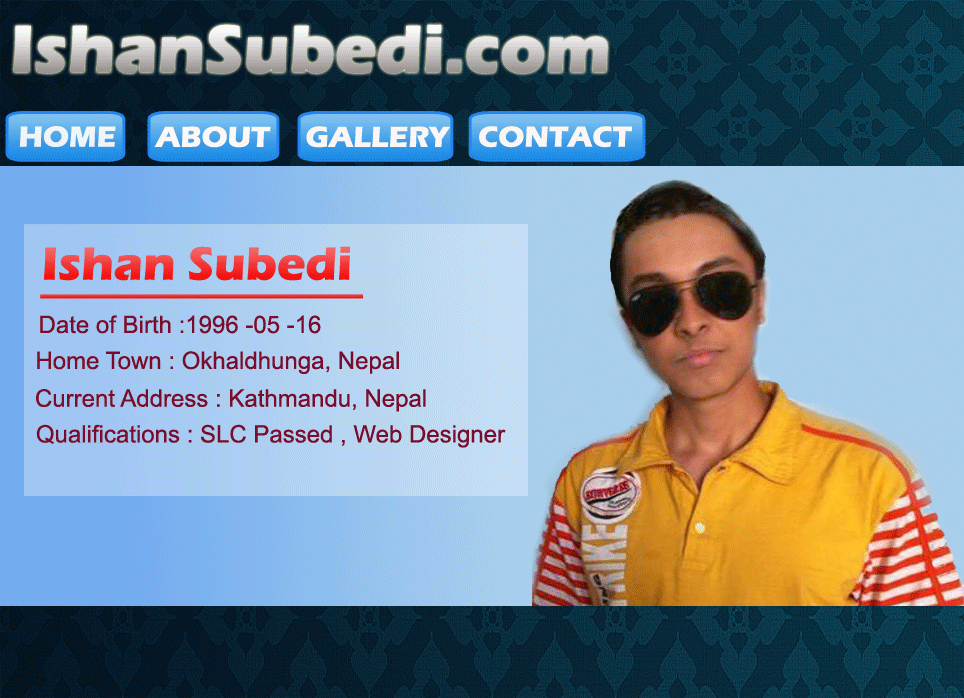 IshanSubedi.com
HOME ABOUT GALLERY CONTACT
Ishan Subedi
Date of Birth :1996 -05 -16
Home Town : Okhaldhunga, Nepal
Current Address : Kathmandu, Nepal
Qualifications : SLC Passed , Web Designer